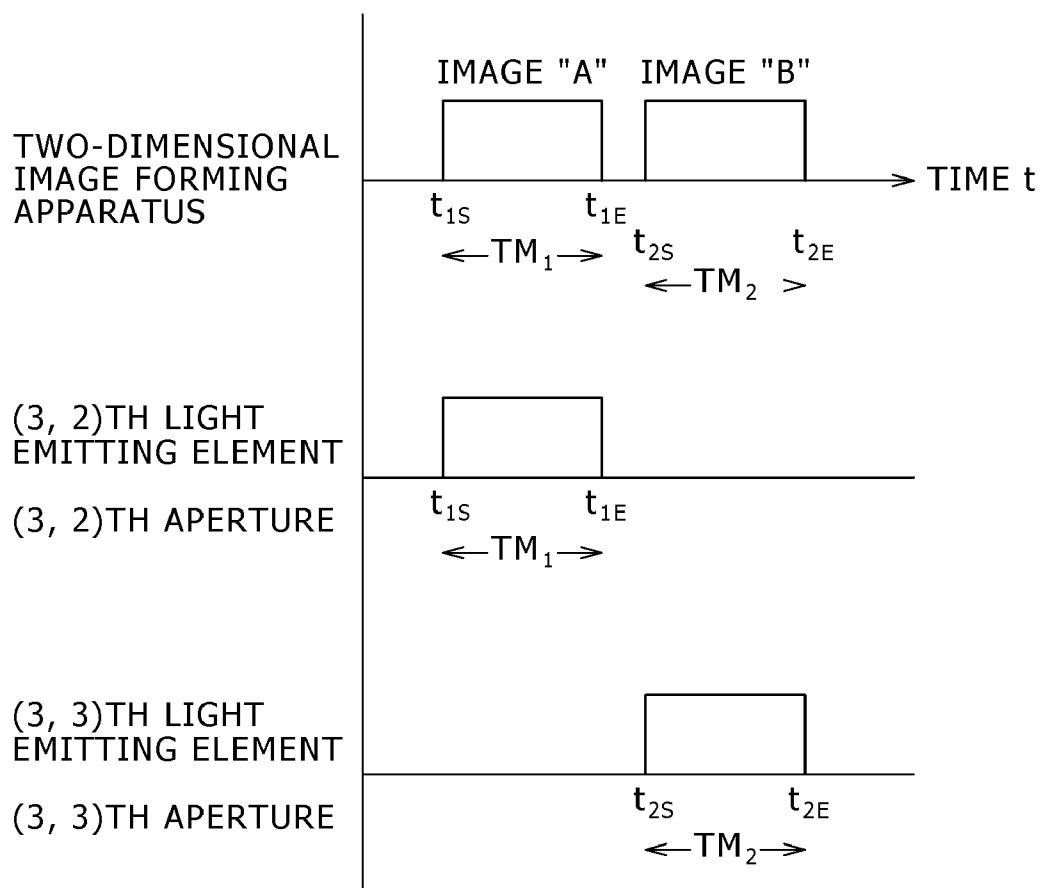 IMAGE "A" IMAGE "B"
TWO-DIMENSIONAL
IMAGE FORMING
APPARATUS
TIME t
t1S t1E t2S t2E
TM1
TM2
(3, 2)TH LIGHT
EMITTING ELEMENT
(3, 2)TH APERTURE
t1S t1E
TM1
(3, 3)TH LIGHT
EMITTING ELEMENT
(3, 3)TH APERTURE
t2S t2E
TM2